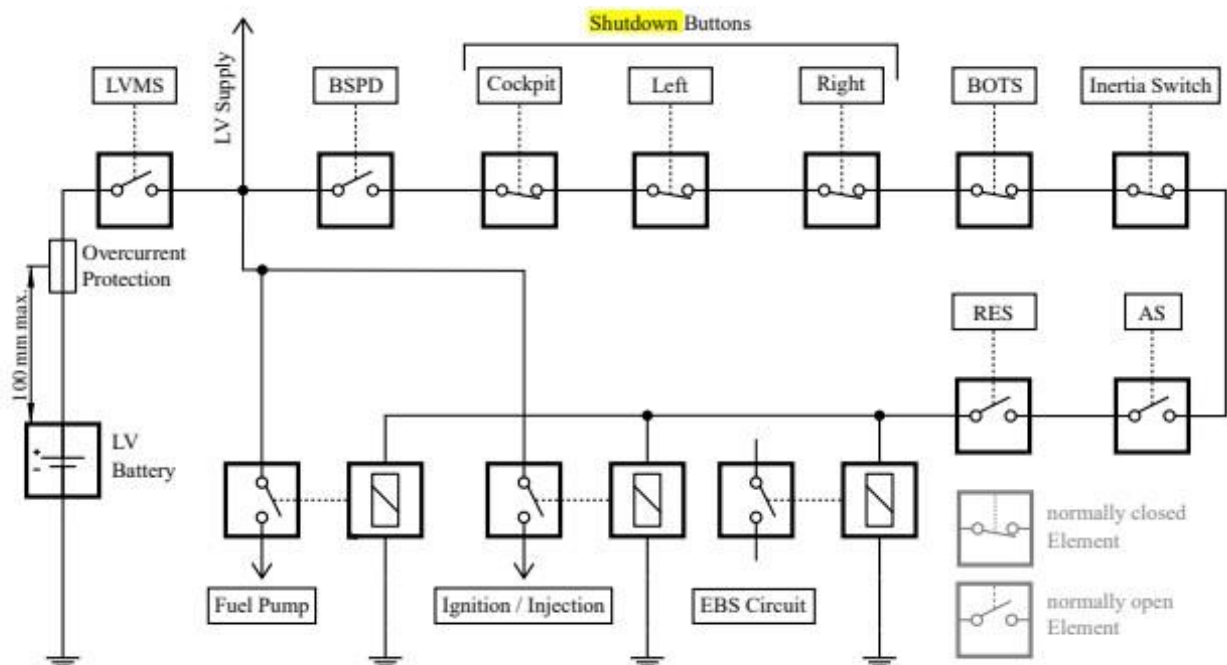 Shutdown Buttons
LVMS
LV Supply
BSPD
Cockpit
Left
Right
BOTS
Inertia Switch
Overcurrent
Protection
100 mm max.
RES
AS
+
-
LV
Battery
normally closed
Element
Fuel Pump
Ignition / Injection
EBS Circuit
normally open
Element